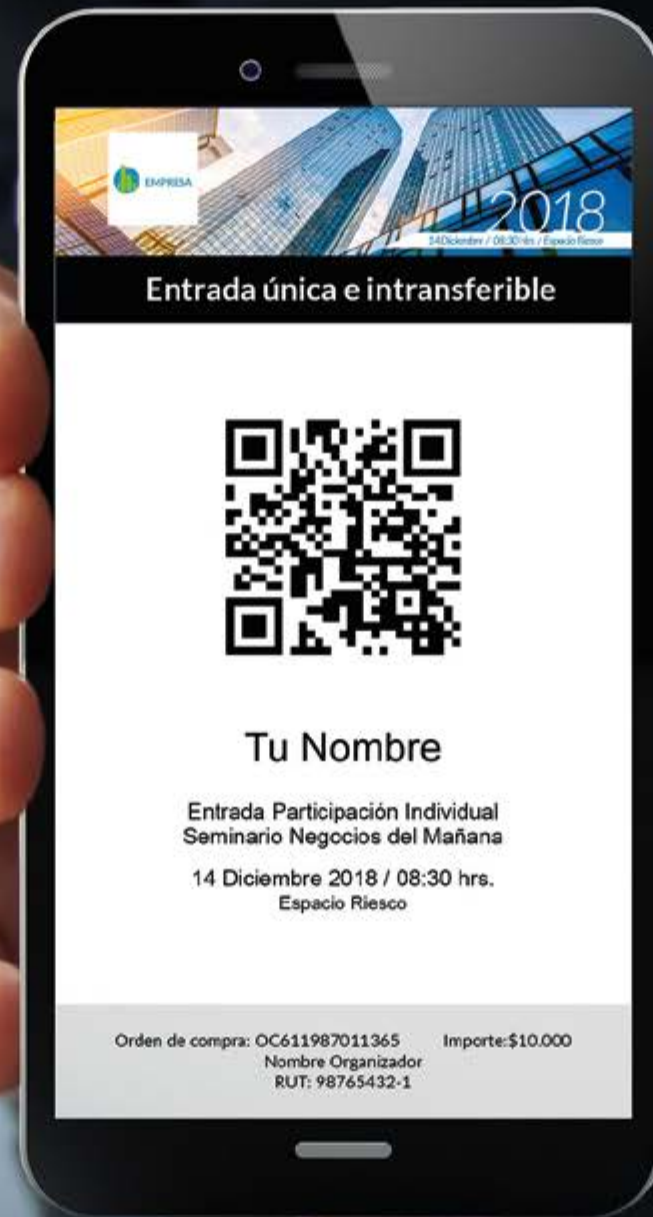 EMPRESA
2018
14 Diciembre / 08:30 hrs / Espacio Riesco
Entrada única e intransferible
Tu Nombre
Entrada Participación Individual
Seminario Negocios del Mañana
14 Diciembre 2018 / 08:30 hrs.
Espacio Riesco
Orden de compra: OC611987011365 Importe:$10.000
Nombre Organizador
RUT: 98765432-1